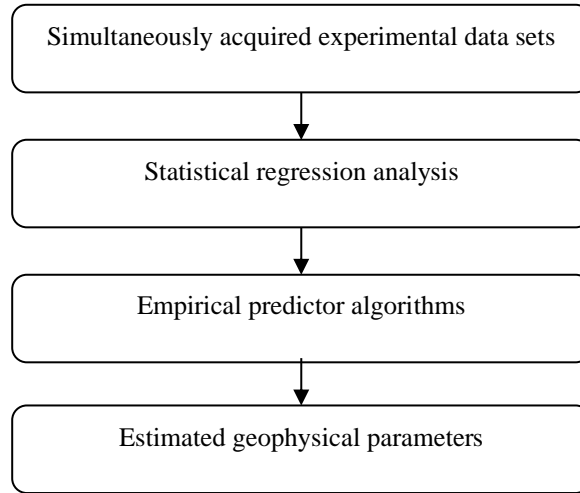 Simultaneously acquired experimental data sets
Statistical regression analysis
Empirical predictor algorithms
Estimated geophysical parameters